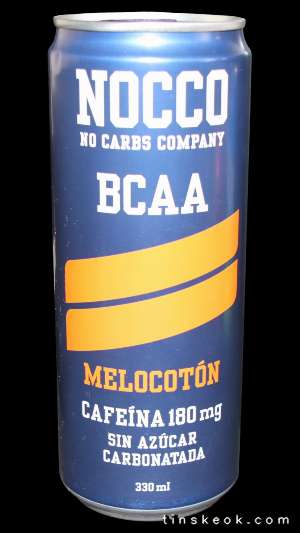 NOCCO
NO CARBS COMPANY
BCAA
MELOCOTÓN
CAFEÍNA 180 mg
SIN AZÚCAR
CARBONATADA
330 ml
tinskeok.com